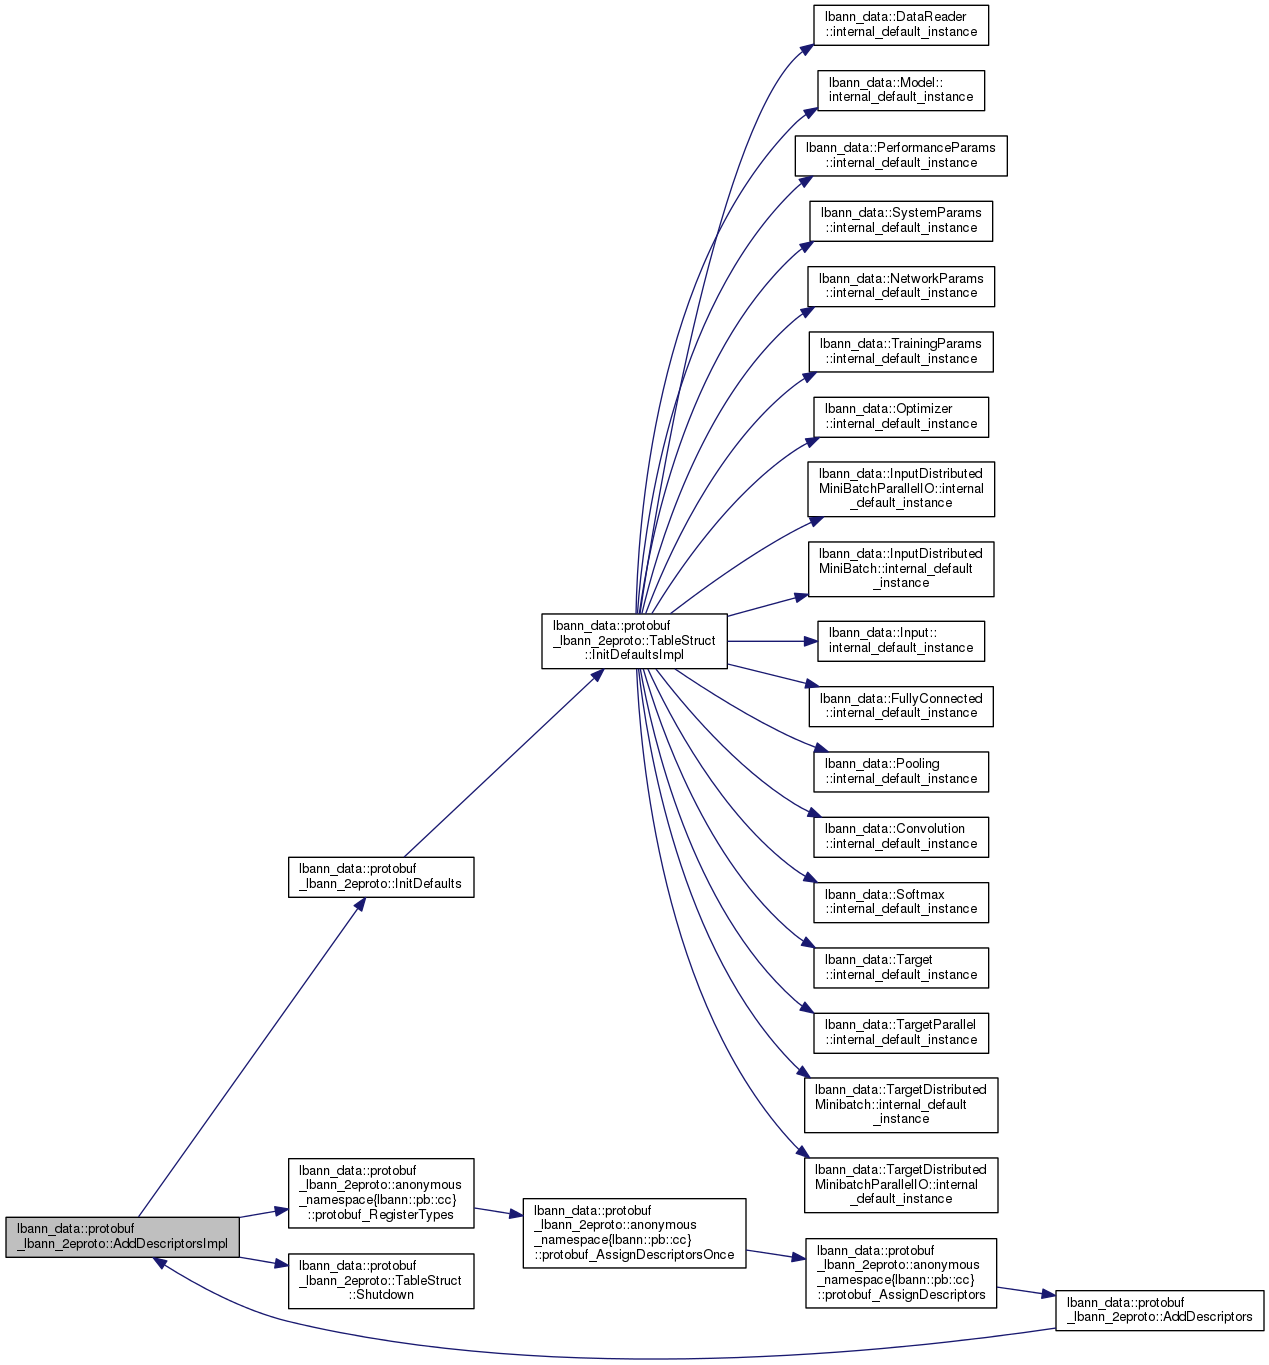 lbann_data::DataReader
::internal_default_instance
lbann_data::Model::
internal_default_instance
lbann_data::PerformanceParams
::internal_default_instance
lbann_data::SystemParams
::internal_default_instance
lbann_data::NetworkParams
::internal_default_instance
lbann_data::TrainingParams
::internal_default_instance
lbann_data::Optimizer
::internal_default_instance
lbann_data::InputDistributed
MiniBatchParallelIO::internal
_default_instance
lbann_data::InputDistributed
MiniBatch::internal_default
_instance
lbann_data::protobuf
_lbann_2eproto::TableStruct
::InitDefaultsImpl
lbann_data::Input::
internal_default_instance
lbann_data::FullyConnected
::internal_default_instance
lbann_data::Pooling
::internal_default_instance
lbann_data::Convolution
::internal_default_instance
lbann_data::protobuf
_lbann_2eproto::InitDefaults
lbann_data::Softmax
::internal_default_instance
lbann_data::Target
::internal_default_instance
lbann_data::TargetParallel
::internal_default_instance
lbann_data::TargetDistributed
Minibatch::internal_default
_instance
lbann_data::TargetDistributed
MinibatchParallelIO::internal
_default_instance
lbann_data::protobuf
_lbann_2eproto::AddDescriptorsImpl
lbann_data::protobuf
_lbann_2eproto::anonymous
_namespace{lbann::pb::cc}
::protobuf_RegisterTypes
lbann_data::protobuf
_lbann_2eproto::anonymous
_namespace{lbann::pb::cc}
::protobuf_AssignDescriptorsOnce
lbann_data::protobuf
_lbann_2eproto::anonymous
_namespace{lbann::pb::cc}
::protobuf_AssignDescriptors
lbann_data::protobuf
_lbann_2eproto::TableStruct
::Shutdown
lbann_data::protobuf
_lbann_2eproto::AddDescriptors